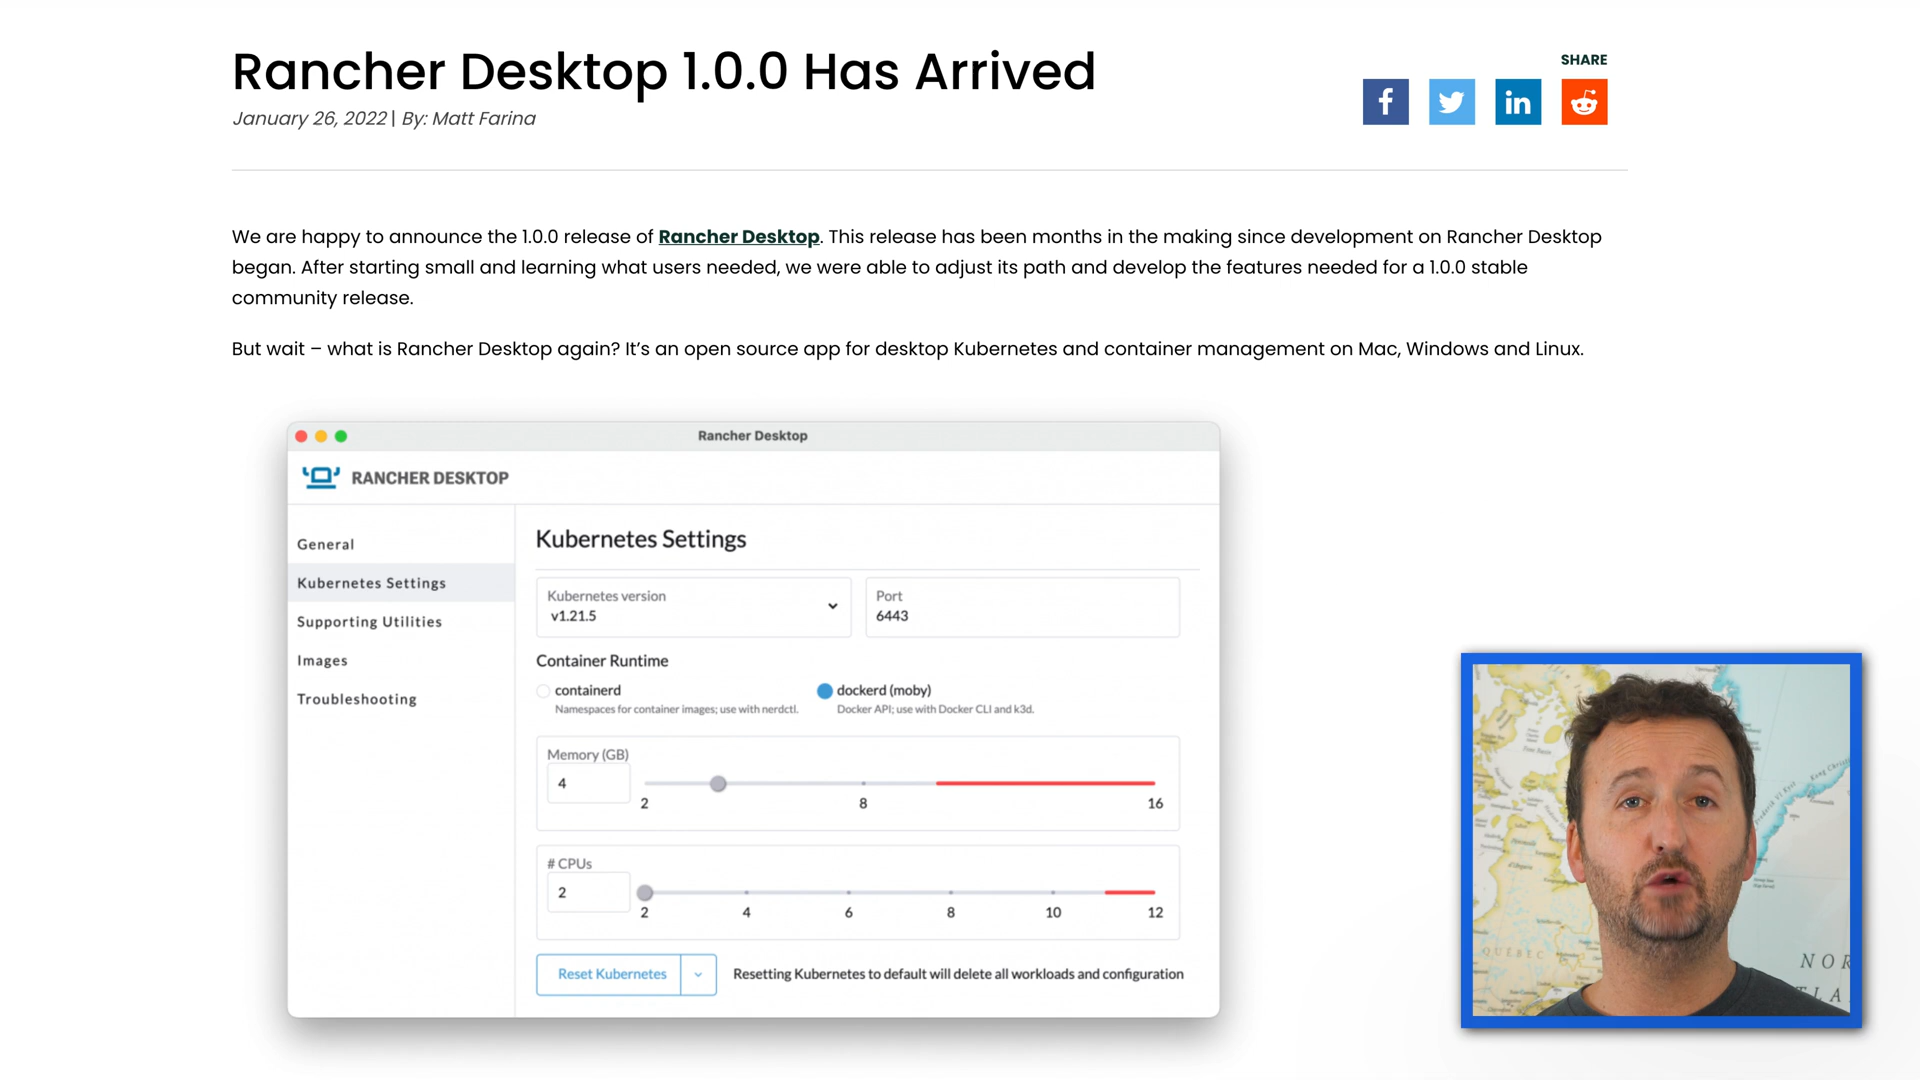 Rancher Desktop 1.0.0 Has Arrived
January 26, 2022 | By: Matt Farina
SHARE
We are happy to announce the 1.0.0 release of Rancher Desktop. This release has been months in the making since development on Rancher Desktop
began. After starting small and learning what users needed, we were able to adjust its path and develop the features needed for a 1.0.0 stable
community release.
But wait – what is Rancher Desktop again? It’s an open source app for desktop Kubernetes and container management on Mac, Windows and Linux.
Rancher Desktop
RANCHER DESKTOP
General
Kubernetes Settings
Supporting Utilities
Images
Troubleshooting
Kubernetes Settings
Kubernetes version
v1.21.5
Port
6443
Container Runtime
containerd
Namespaces for container images; use with nerdctl.
dockerd (moby)
Docker API; use with Docker CLI and k3d.
Memory (GB)
4
2 8 16
# CPUs
2
2 4 6 8 10 12
Reset Kubernetes
Resetting Kubernetes to default will delete all workloads and configuration
QUÉBEC
NOR
TLA